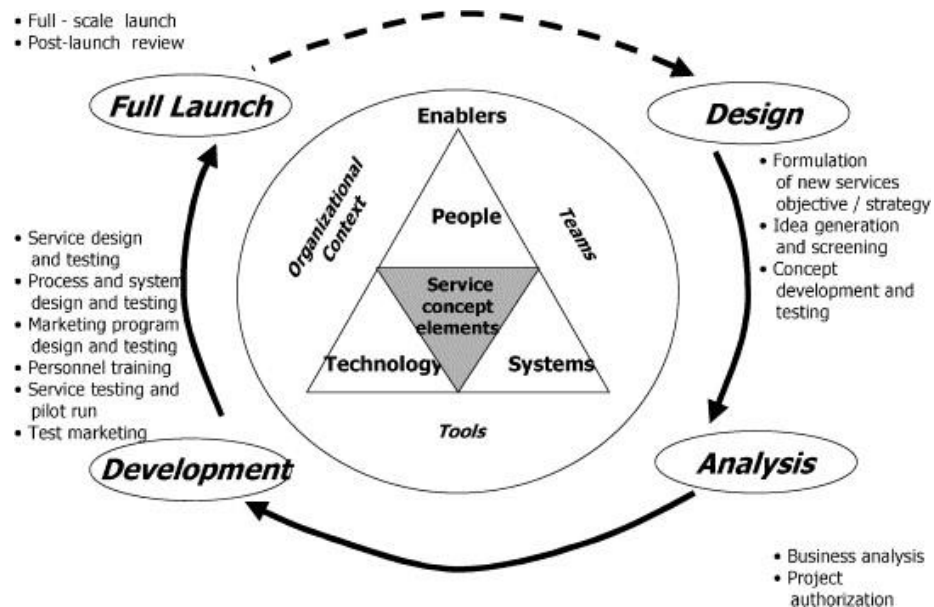 • Full - scale launch
• Post-launch review
Full Launch
Design
• Formulation
of new services
objective / strategy
• Idea generation
and screening
• Concept
development and
testing
Enablers
Organizational
Context
Teams
People
Service
concept
elements
Technology
Systems
Tools
• Service design
and testing
• Process and system
design and testing
• Marketing program
design and testing
• Personnel training
• Service testing and
pilot run
• Test marketing
Development
Analysis
• Business analysis
• Project
authorization